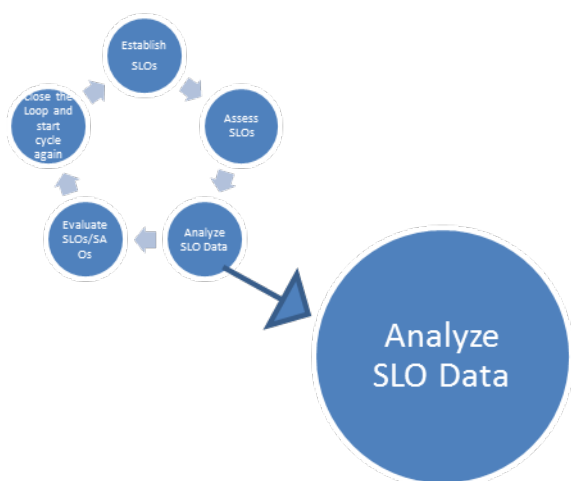 Establish
SLOs
Assess
SLOs
Analyze
SLO Data
Evaluate
SLOs/SA
Os
Close the
Loop and
start
cycle
again
Analyze
SLO Data